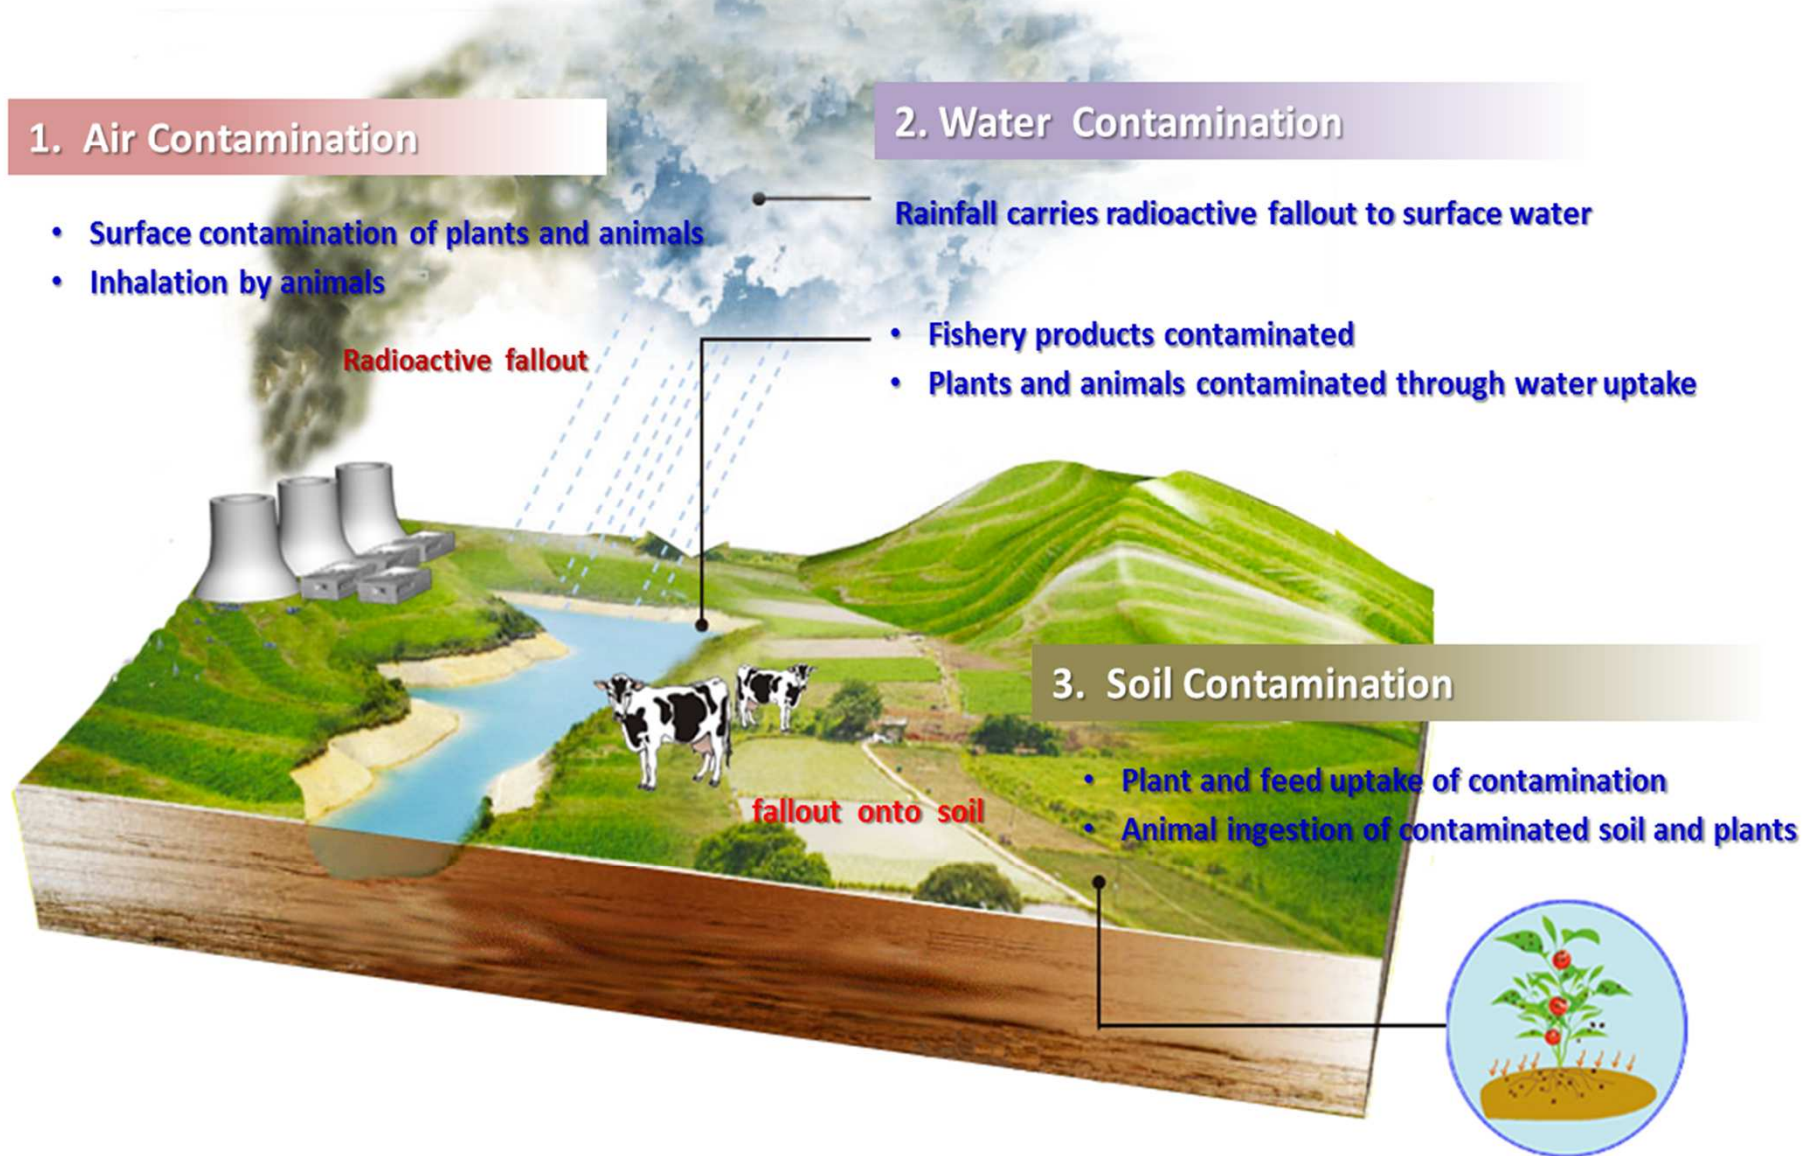 1. Air Contamination
• Surface contamination of plants and animals
• Inhalation by animals
Radioactive fallout
2. Water Contamination
Rainfall carries radioactive fallout to surface water
• Fishery products contaminated
• Plants and animals contaminated through water uptake
3. Soil Contamination
• Plant and feed uptake of contamination
• Animal ingestion of contaminated soil and plants
fallout onto soil